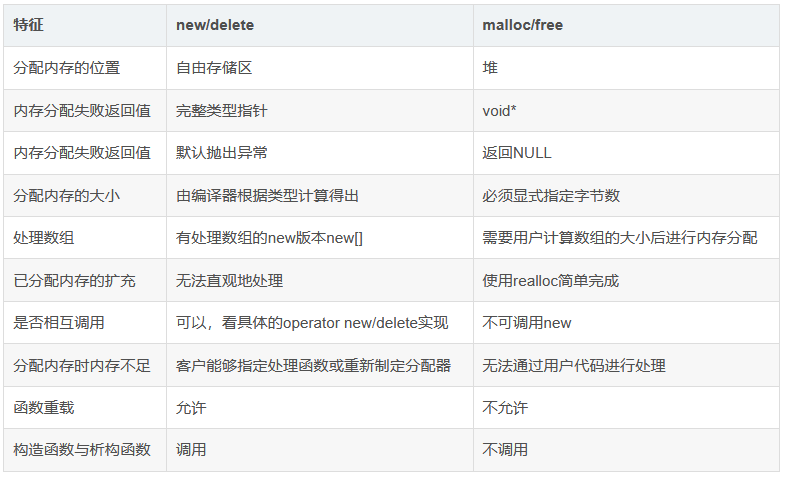 特征 new/delete malloc/free
分配内存的位置 自由存储区 堆
内存分配失败返回值 完整类型指针 void*
内存分配失败返回值 默认抛出异常 返回NULL
分配内存的大小 由编译器根据类型计算得出 必须显式指定字节数
处理数组 有处理数组的new版本new[] 需要用户计算数组的大小后进行内存分配
已分配内存的扩充 无法直观地处理 使用realloc简单完成
是否相互调用 可以，看具体的operator new/delete实现 不可调用new
分配内存时内存不足 客户能够指定处理函数或重新制定分配器 无法通过用户代码进行处理
函数重载 允许 不允许
构造函数与析构函数 调用 不调用